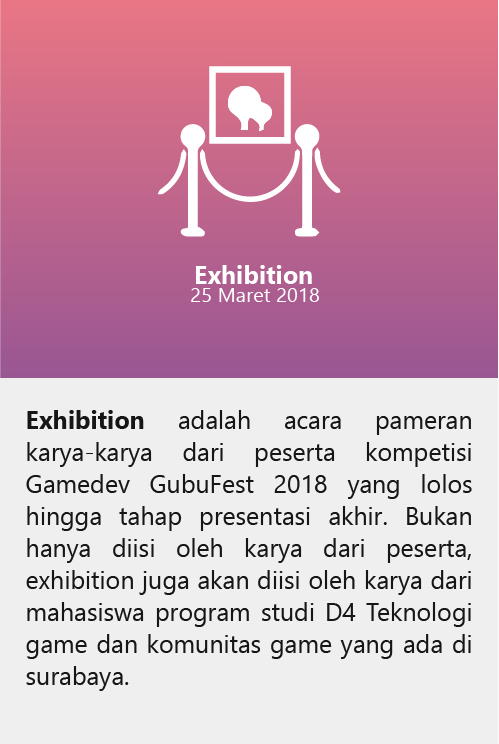 Exhibition
25 Maret 2018
Exhibition adalah acara pameran
karya-karya dari peserta kompetisi
Gamedev GubuFest 2018 yang lolos
hingga tahap presentasi akhir. Bukan
hanya diisi oleh karya dari peserta,
exhibition juga akan diisi oleh karya dari
mahasiswa program studi D4 Teknologi
game dan komunitas game yang ada di
surabaya.